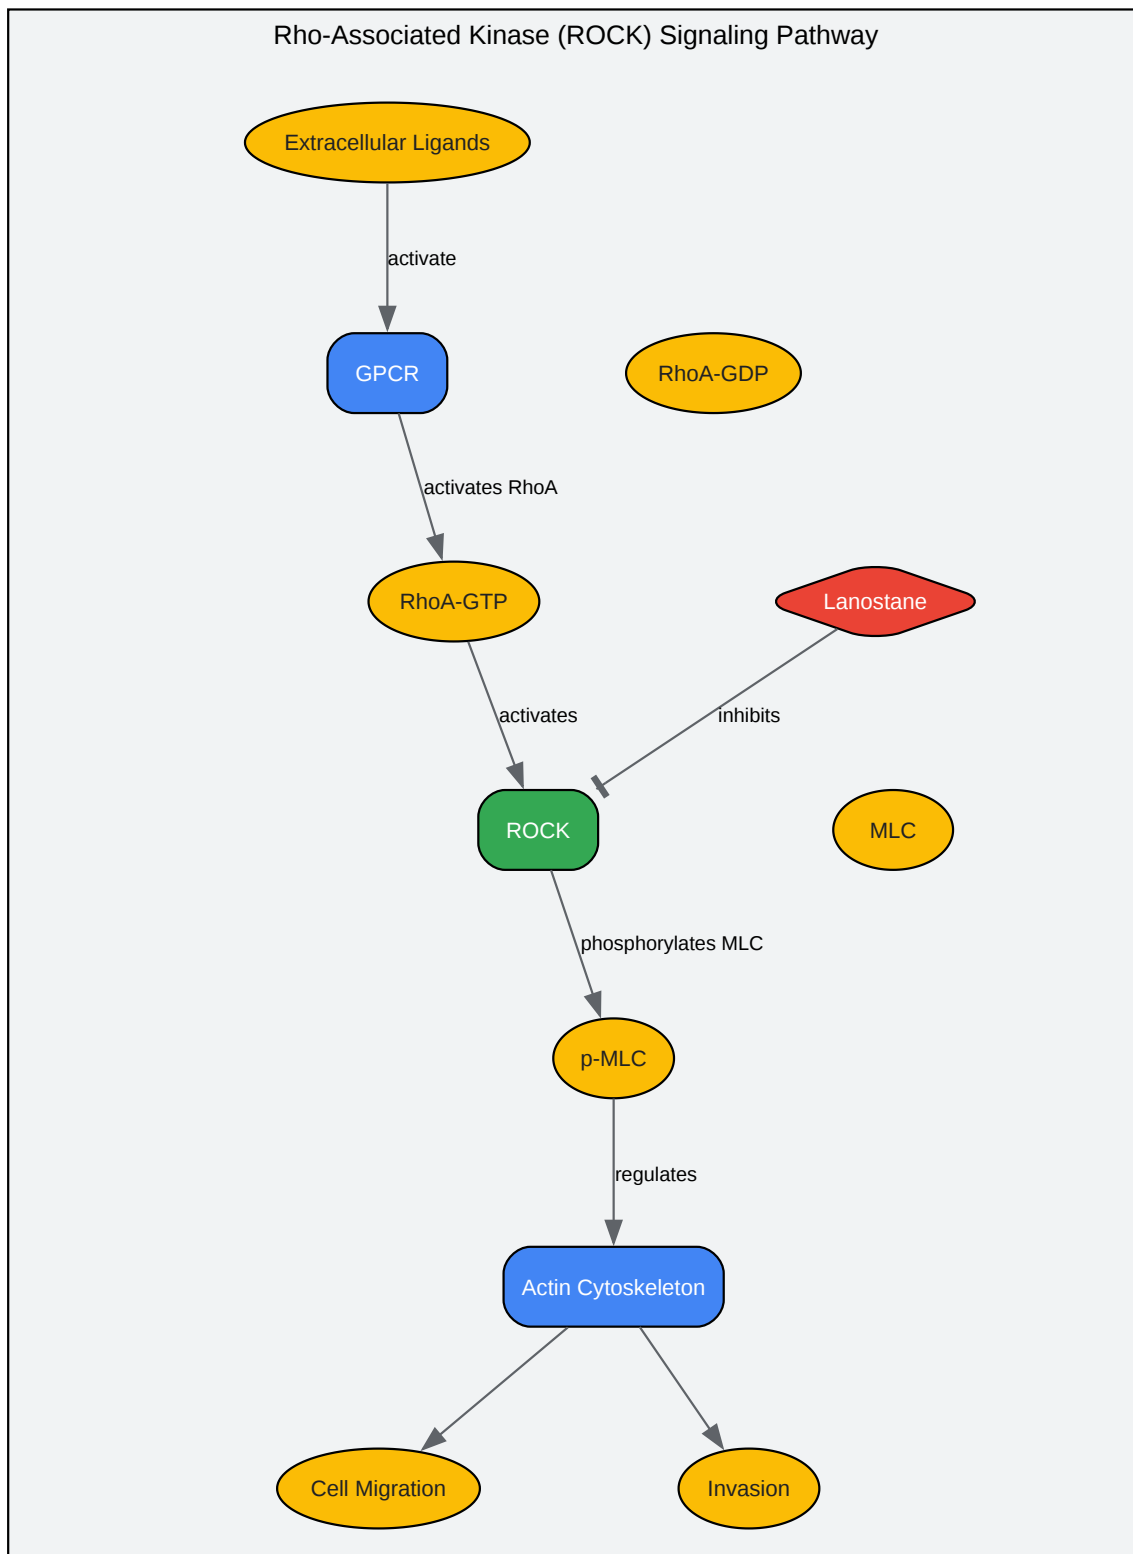 Rho-Associated Kinase (ROCK) Signaling Pathway
Extracellular Ligands
activate
GPCR
RhoA-GDP
activates RhoA
RhoA-GTP
Lanostane
activates
inhibits
ROCK
MLC
phosphorylates MLC
p-MLC
regulates
Actin Cytoskeleton
Cell Migration
Invasion